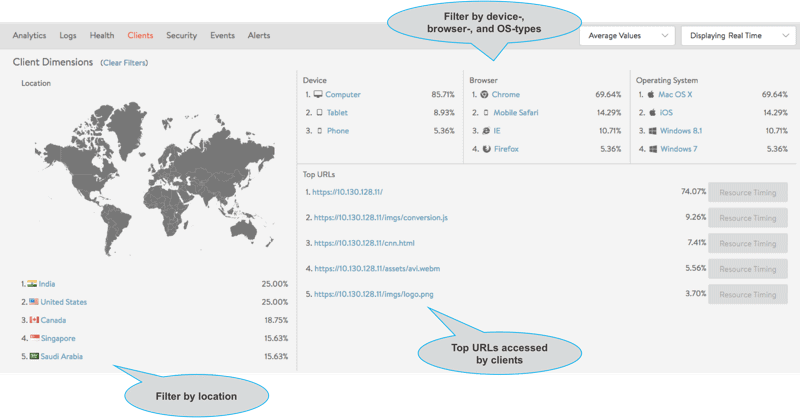 Filter by device-,
browser-, and OS-types
Analytics Logs Health Clients Security Events Alerts Average Values Displaying Real Time
Client Dimensions (Clear Filters)
Location
Device
1. Computer 85.71%
2. Tablet 8.93%
3. Phone 5.36%
Browser
1. Chrome 69.64%
2. Mobile Safari 14.29%
3. IE 10.71%
4. Firefox 5.36%
Operating System
1. Mac OS X 69.64%
2. iOS 14.29%
3. Windows 8.1 10.71%
4. Windows 7 5.36%
Top URLs
1. https://10.130.128.11/ 74.07% Resource Timing
2. https://10.130.128.11/imgs/conversion.js 9.26% Resource Timing
3. https://10.130.128.11/cnn.html 7.41% Resource Timing
4. https://10.130.128.11/assets/avi.webm 5.56% Resource Timing
5. https://10.130.128.11/imgs/logo.png 3.70% Resource Timing
1. India 25.00%
2. United States 25.00%
3. Canada 18.75%
4. Singapore 15.63%
5. Saudi Arabia 15.63%
Top URLs accessed
by clients
Filter by location